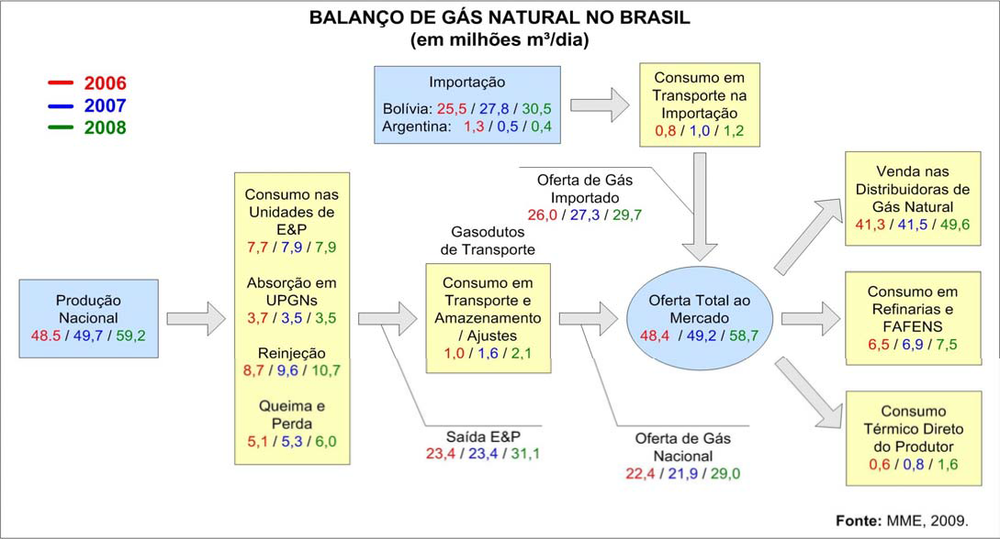 BALANÇO DE GÁS NATURAL NO BRASIL
(em milhões m³/dia)
2006
2007
2008
Importação
Bolívia: 25,5 / 27,8 / 30,5
Argentina: 1,3 / 0,5 / 0,4
Consumo em
Transporte na
Importação
0,8 / 1,0 / 1,2
Oferta de Gás
Importado
26,0 / 27,3 / 29,7
Produção
Nacional
48.5 / 49,7 / 59,2
Consumo nas
Unidades de
E&P
7,7 / 7,9 / 7,9
Absorção em
UPGNs
3,7 / 3,5 / 3,5
Reinjeção
8,7 / 9,6 / 10,7
Queima e
Perda
5,1 / 5,3 / 6,0
Gasodutos
de Transporte
Consumo em
Transporte e
Amazenamento
/ Ajustes
1,0 / 1,6 / 2,1
Saída E&P
23,4 / 23,4 / 31,1
Oferta de Gás
Nacional
22,4 / 21,9 / 29,0
Oferta Total ao
Mercado
48,4 / 49,2 / 58,7
Venda nas
Distribuidoras de
Gás Natural
41,3 / 41,5 / 49,6
Consumo em
Refinarias e
FAFENS
6,5 / 6,9 / 7,5
Consumo
Térmico Direto
do Produtor
0,6 / 0,8 / 1,6
Fonte: MME, 2009.